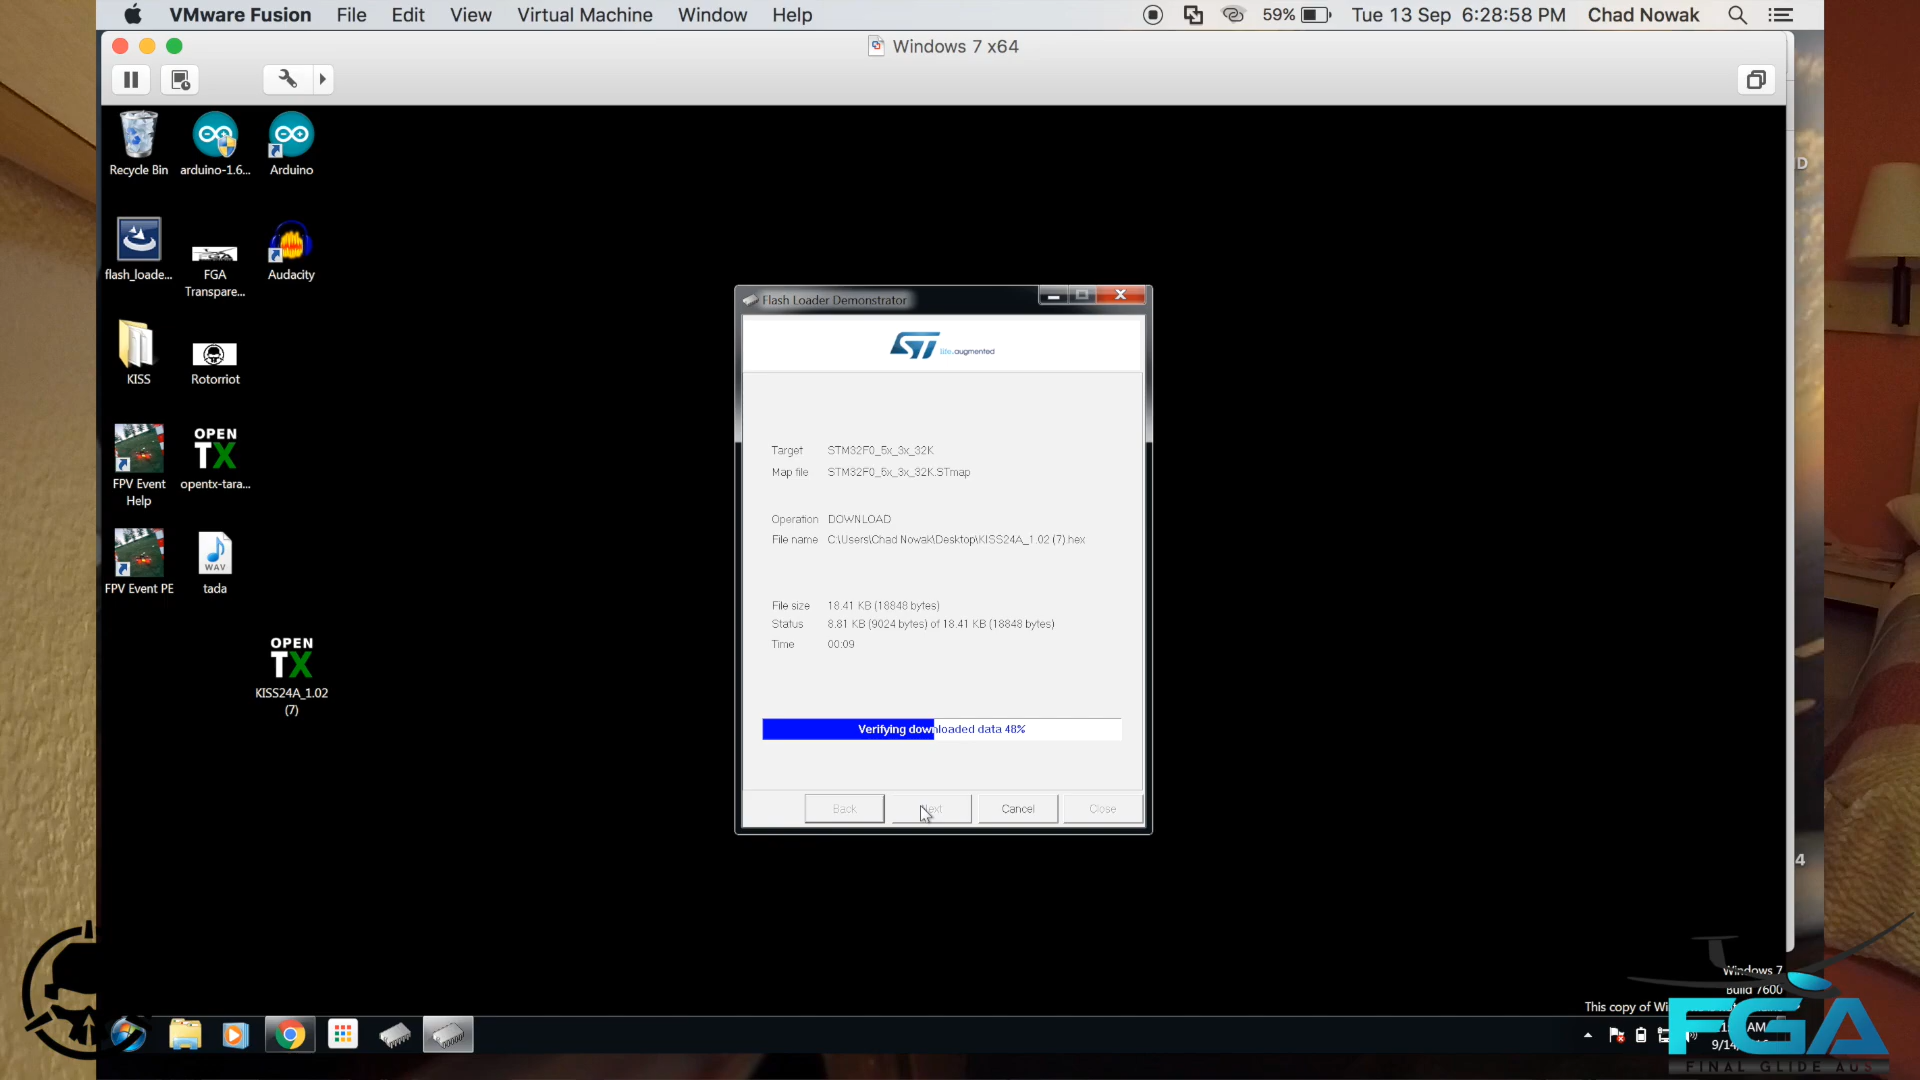 VMware Fusion File Edit View Virtual Machine Window Help 59% Tue 13 Sep 6:28:58 PM Chad Nowak
Windows 7 x64
Recycle Bin arduino-1.6... Arduino
flash_loade... FGA Transpare... Audacity
KISS Rotorriot
OPEN TX
FPV Event Help opentx-tara...
WAV
FPV Event PE tada
OPEN TX
KISS24A_1.02 (7)
Flash Loader Demonstrator
ST life.augmented
Target STM32F0_5x_3x_32K
Map file STM32F0_5x_3x_32K.STmap
Operation DOWNLOAD
File name C:\Users\Chad Nowak\Desktop\KISS24A_1.02 (7).hex
File size 18.41 KB (18848 bytes)
Status 8.81 KB (9024 bytes) of 18.41 KB (18848 bytes)
Time 00:09
Verifying downloaded data 48%
Back Next Cancel Close
Windows 7
Build 7600
This copy of
AM
9/14/
FGA
FINAL GLIDE AUS